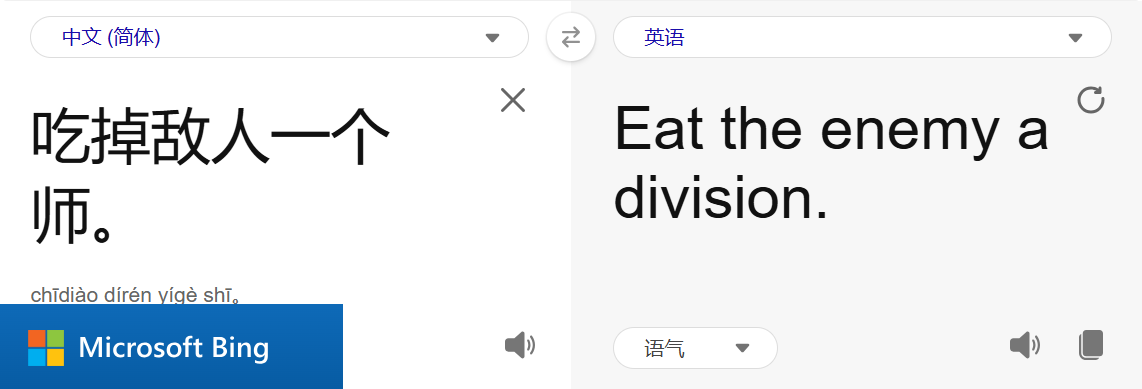 中文 (简体)
英语
吃掉敌人一个
师。
chīdiào dírén yígè shī。
Eat the enemy a
division.
Microsoft Bing
语气